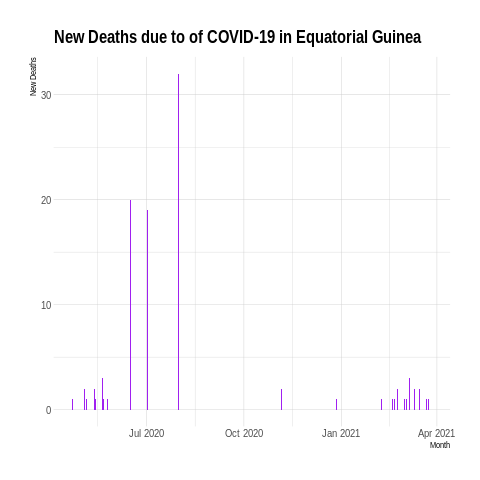 New Deaths due to of COVID-19 in Equatorial Guinea
New Deaths
30
20
10
0
Jul 2020 Oct 2020 Jan 2021 Apr 2021
Month